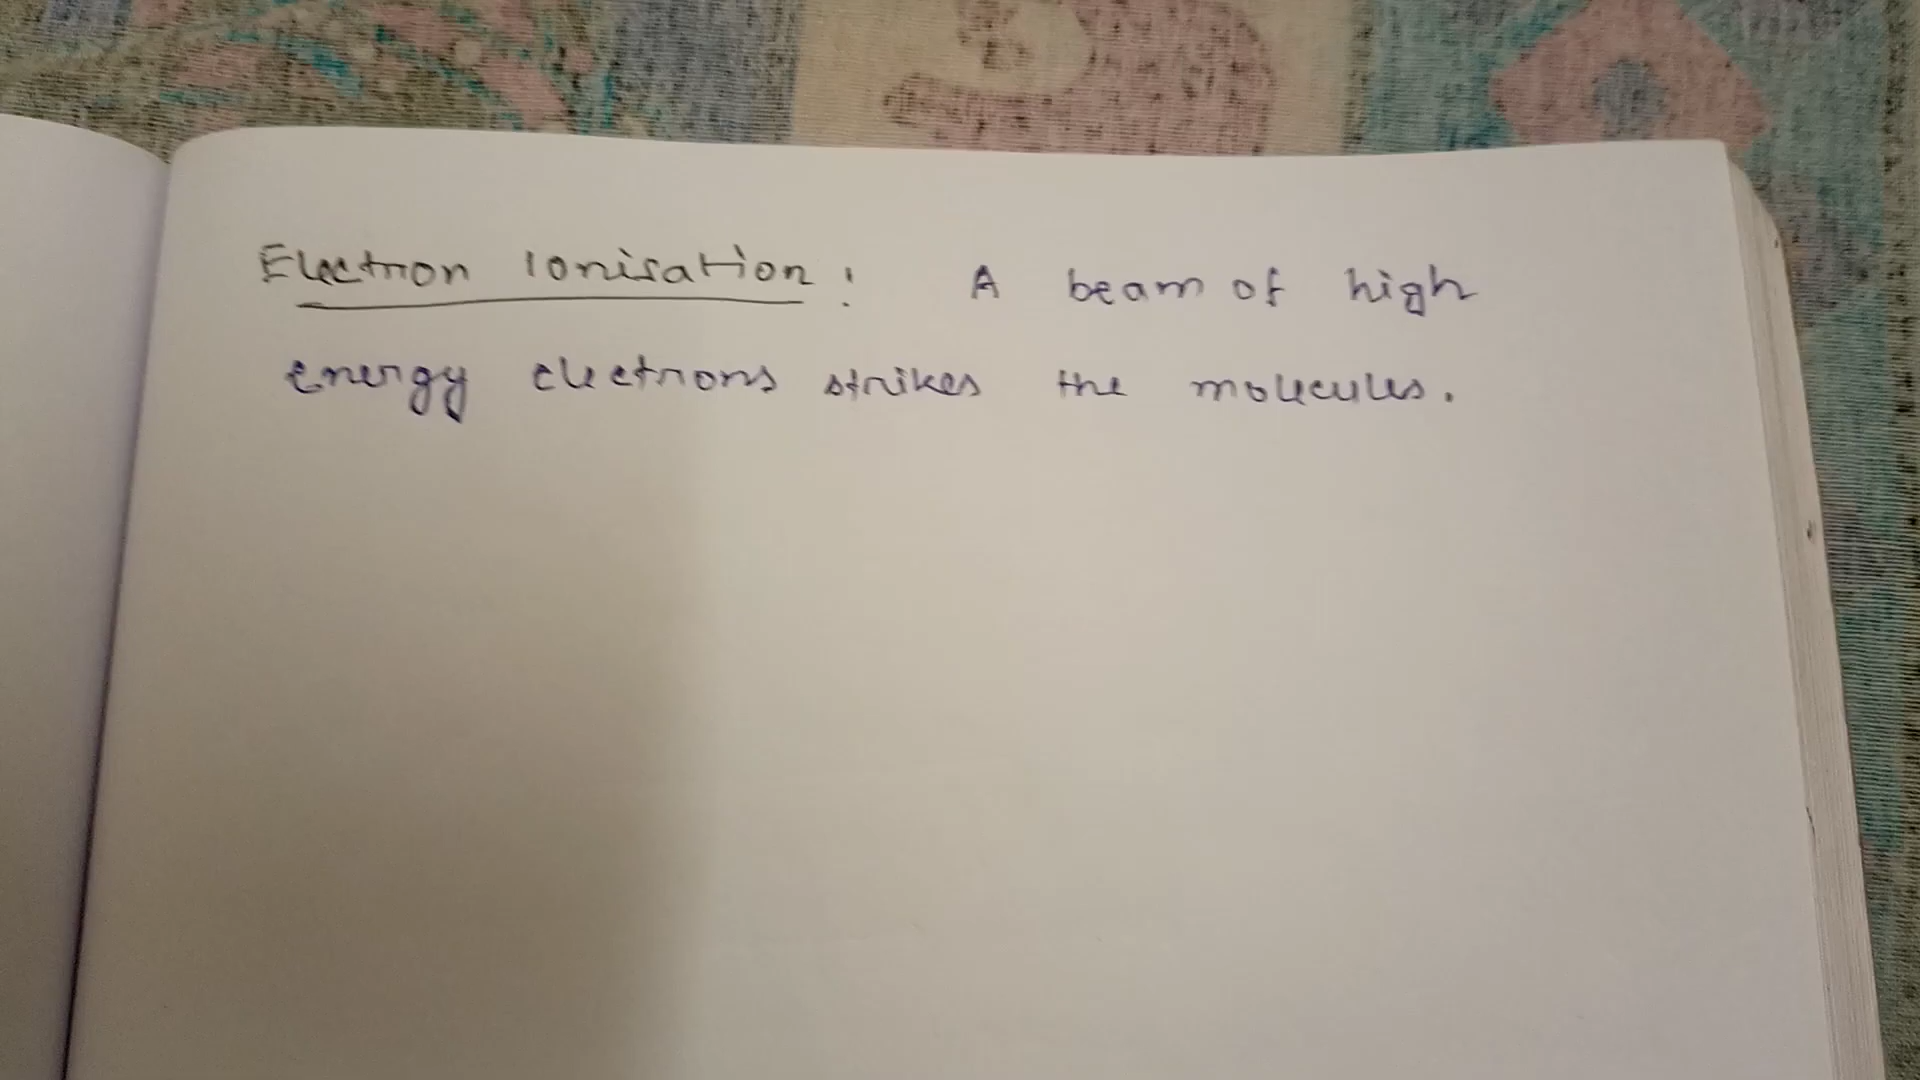 Electron Ionisation : A beam of high
energy electrons strikes the molecules.